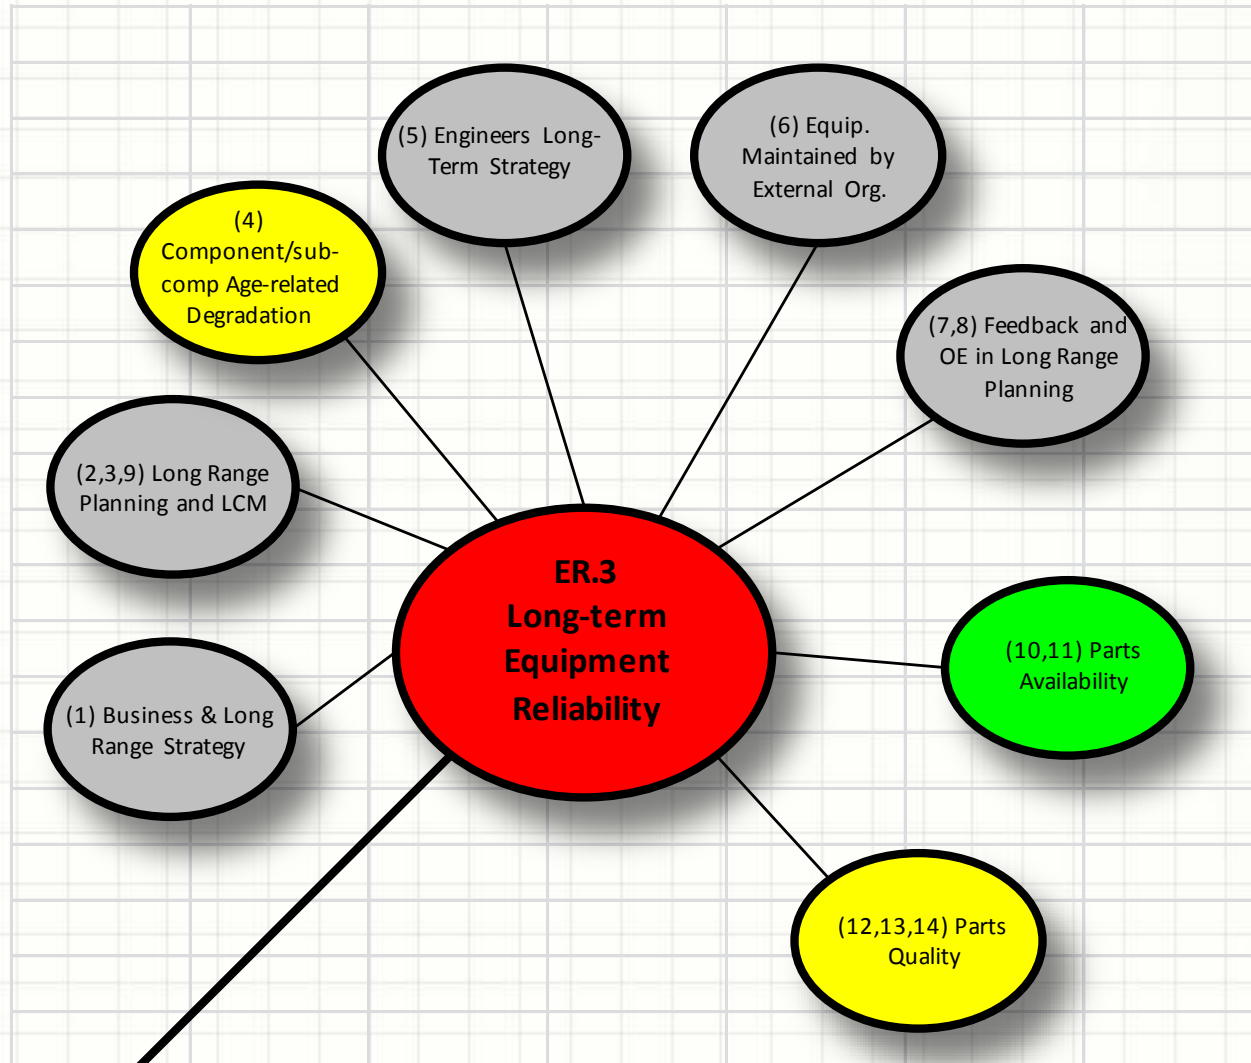 (5) Engineers Long-
Term Strategy
(6) Equip.
Maintained by
External Org.
(4)
Component/sub-
comp Age-related
Degradation
(7,8) Feedback and
OE in Long Range
Planning
(2,3,9) Long Range
Planning and LCM
ER.3
Long-term
Equipment
Reliability
(10,11) Parts
Availability
(1) Business & Long
Range Strategy
(12,13,14) Parts
Quality